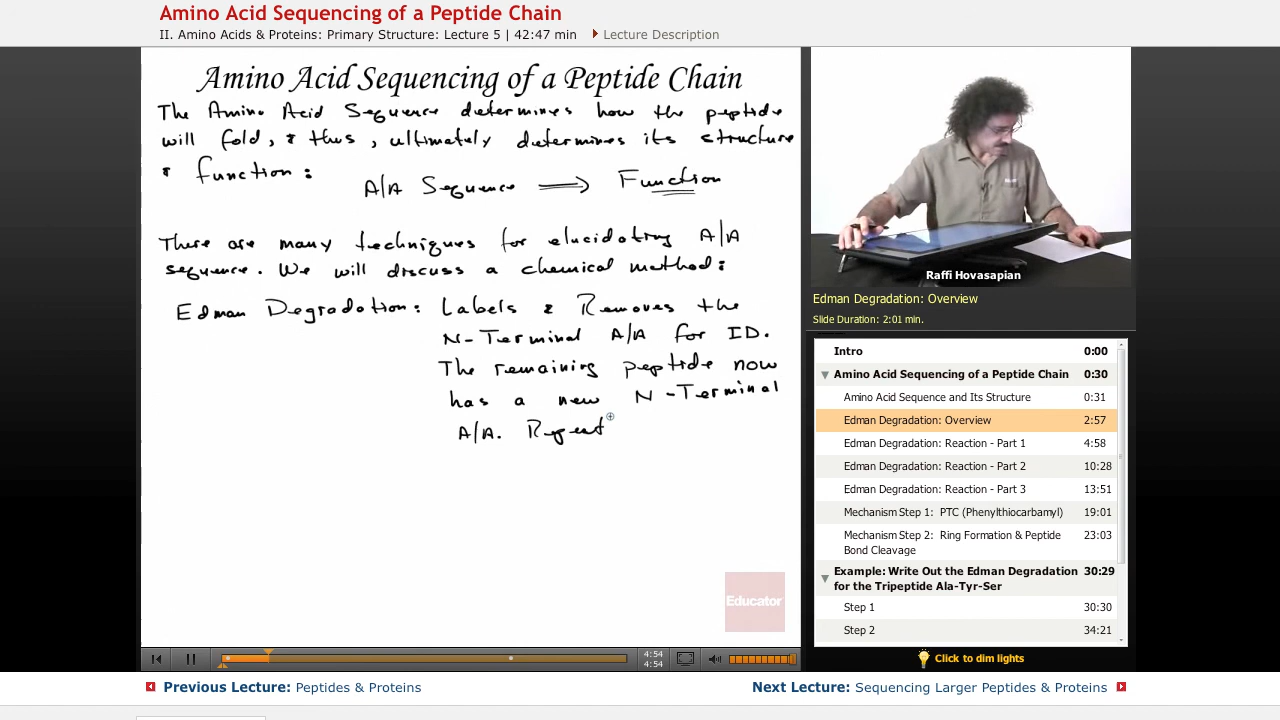 Amino Acid Sequencing of a Peptide Chain
II. Amino Acids & Proteins: Primary Structure: Lecture 5 | 42:47 min Lecture Description
Amino Acid Sequencing of a Peptide Chain
The Amino Acid Sequence determines how the peptide
will fold, & thus, ultimately determines its structure
& function:
A/A Sequence ⟹ Function
There are many techniques for elucidating A/A
sequence. We will discuss a chemical method:
Edman Degradation: Labels & Removes the
N-Terminal A/A for ID.
The remaining peptide now
has a new N-Terminal
A/A. Repeat
Educator
Raffi Hovasapian
Edman Degradation: Overview
Slide Duration: 2:01 min.
Intro 0:00
Amino Acid Sequencing of a Peptide Chain 0:30
Amino Acid Sequence and Its Structure 0:31
Edman Degradation: Overview 2:57
Edman Degradation: Reaction - Part 1 4:58
Edman Degradation: Reaction - Part 2 10:28
Edman Degradation: Reaction - Part 3 13:51
Mechanism Step 1: PTC (Phenylthiocarbamyl) 19:01
Mechanism Step 2: Ring Formation & Peptide 23:03
Bond Cleavage
Example: Write Out the Edman Degradation 30:29
for the Tripeptide Ala-Tyr-Ser
Step 1 30:30
Step 2 34:21
4:54
4:54
Click to dim lights
Previous Lecture: Peptides & Proteins
Next Lecture: Sequencing Larger Peptides & Proteins